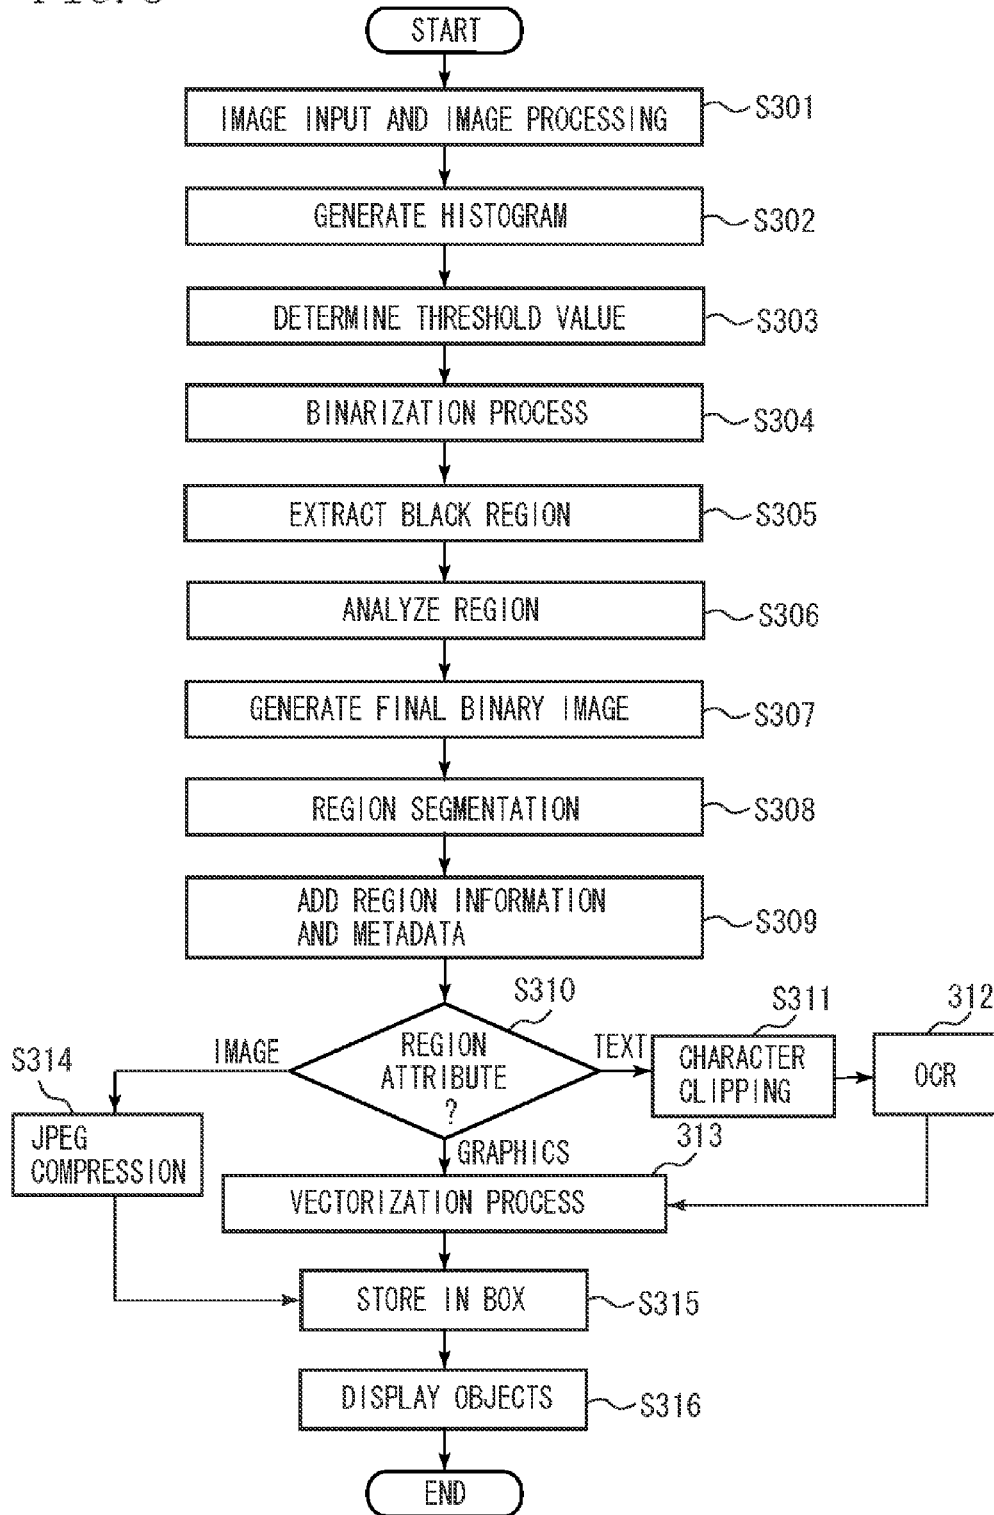 START
IMAGE INPUT AND IMAGE PROCESSING
S301
GENERATE HISTOGRAM
S302
DETERMINE THRESHOLD VALUE
S303
BINARIZATION PROCESS
S304
EXTRACT BLACK REGION
S305
ANALYZE REGION
S306
GENERATE FINAL BINARY IMAGE
S307
REGION SEGMENTATION
S308
ADD REGION INFORMATION
AND METADATA
S309
S310
REGION
ATTRIBUTE
?
IMAGE
TEXT
GRAPHICS
S311
CHARACTER
CLIPPING
312
OCR
S314
JPEG
COMPRESSION
313
VECTORIZATION PROCESS
STORE IN BOX
S315
DISPLAY OBJECTS
S316
END